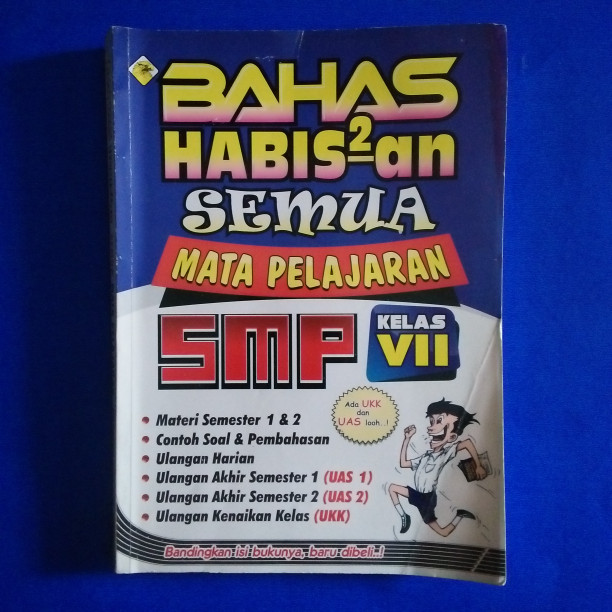 BAHAS
HABIS²an
SEMUA
MATA PELAJARAN
SMP
KELAS
VII
Ada UKK
dan
UAS looh..!
• Materi Semester 1 & 2
• Contoh Soal & Pembahasan
• Ulangan Harian
• Ulangan Akhir Semester 1 (UAS 1)
• Ulangan Akhir Semester 2 (UAS 2)
• Ulangan Kenaikan Kelas (UKK)
Bandingkan isi bukunya, baru dibeli..!